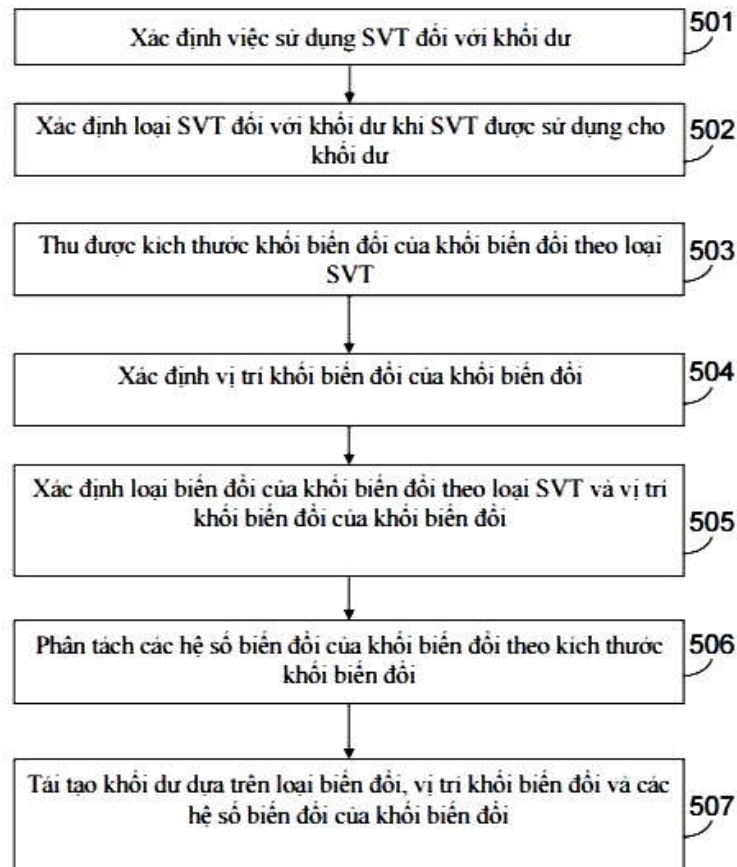 Xác định việc sử dụng SVT đối với khối dư
501
Xác định loại SVT đối với khối dư khi SVT được sử dụng cho
khối dư
502
Thu được kích thước khối biến đổi của khối biến đổi theo loại
SVT
503
Xác định vị trí khối biến đổi của khối biến đổi
504
Xác định loại biến đổi của khối biến đổi theo loại SVT và vị trí
khối biến đổi của khối biến đổi
505
Phân tách các hệ số biến đổi của khối biến đổi theo kích thước
khối biến đổi
506
Tái tạo khối dư dựa trên loại biến đổi, vị trí khối biến đổi và các
hệ số biến đổi của khối biến đổi
507